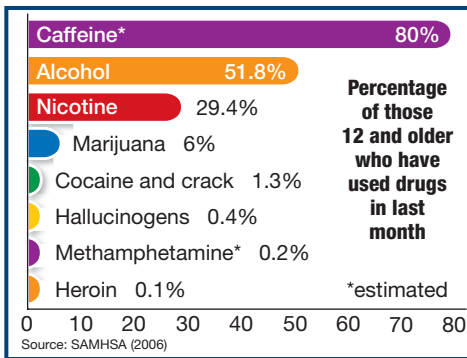 Caffeine* 80%
Alcohol 51.8%
Nicotine 29.4%
Marijuana 6%
Cocaine and crack 1.3%
Hallucinogens 0.4%
Methamphetamine* 0.2%
Heroin 0.1%
Percentage
of those
12 and older
who have
used drugs
in last
month
*estimated
0 10 20 30 40 50 60 70 80
Source: SAMHSA (2006)